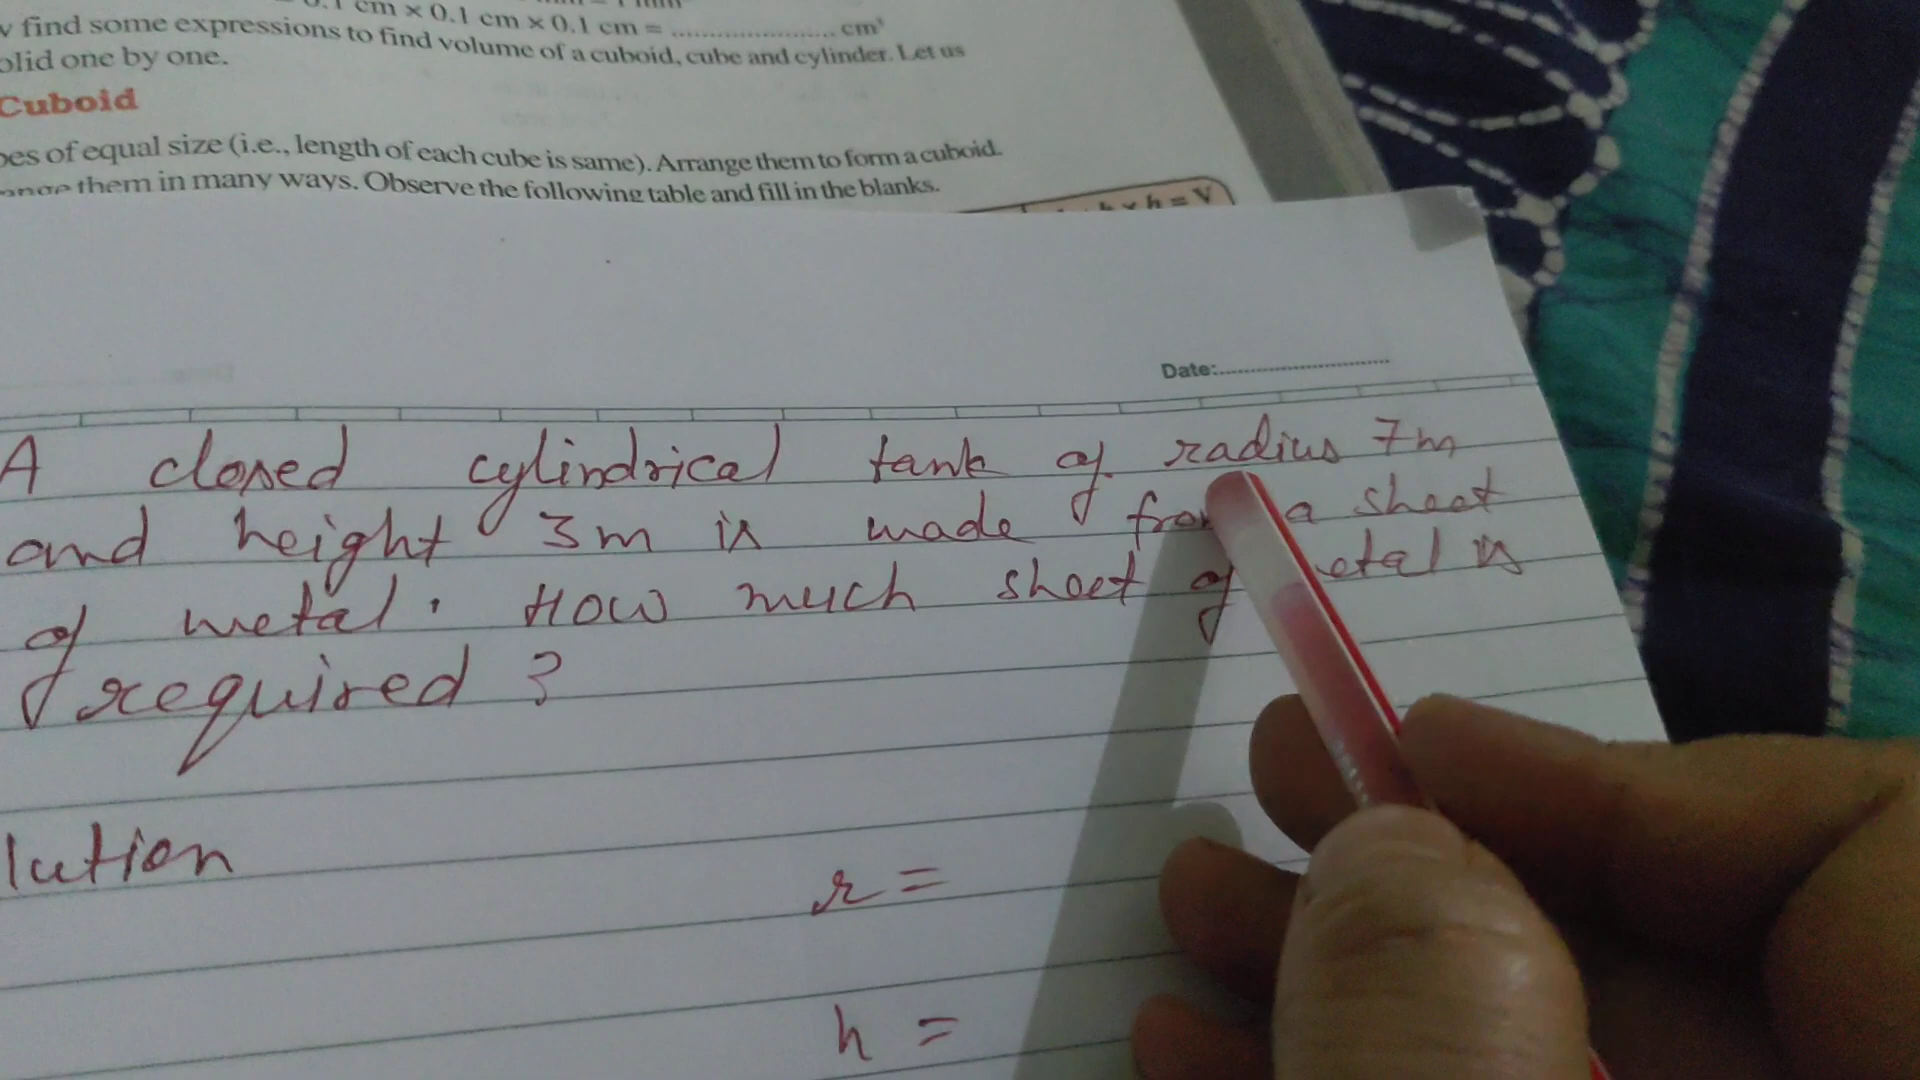 0.1 cm × 0.1 cm × 0.1 cm = ........................ cm³
find some expressions to find volume of a cuboid, cube and cylinder. Let us
olid one by one.
Cuboid
bes of equal size (i.e., length of each cube is same). Arrange them to form a cuboid.
ange them in many ways. Observe the following table and fill in the blanks.
h = V
Date:..............................
A closed cylindrical tank of radius 7m
and height 3m is made from a sheet
of metal. How much sheet of metal is
required?
lution
r =
h =